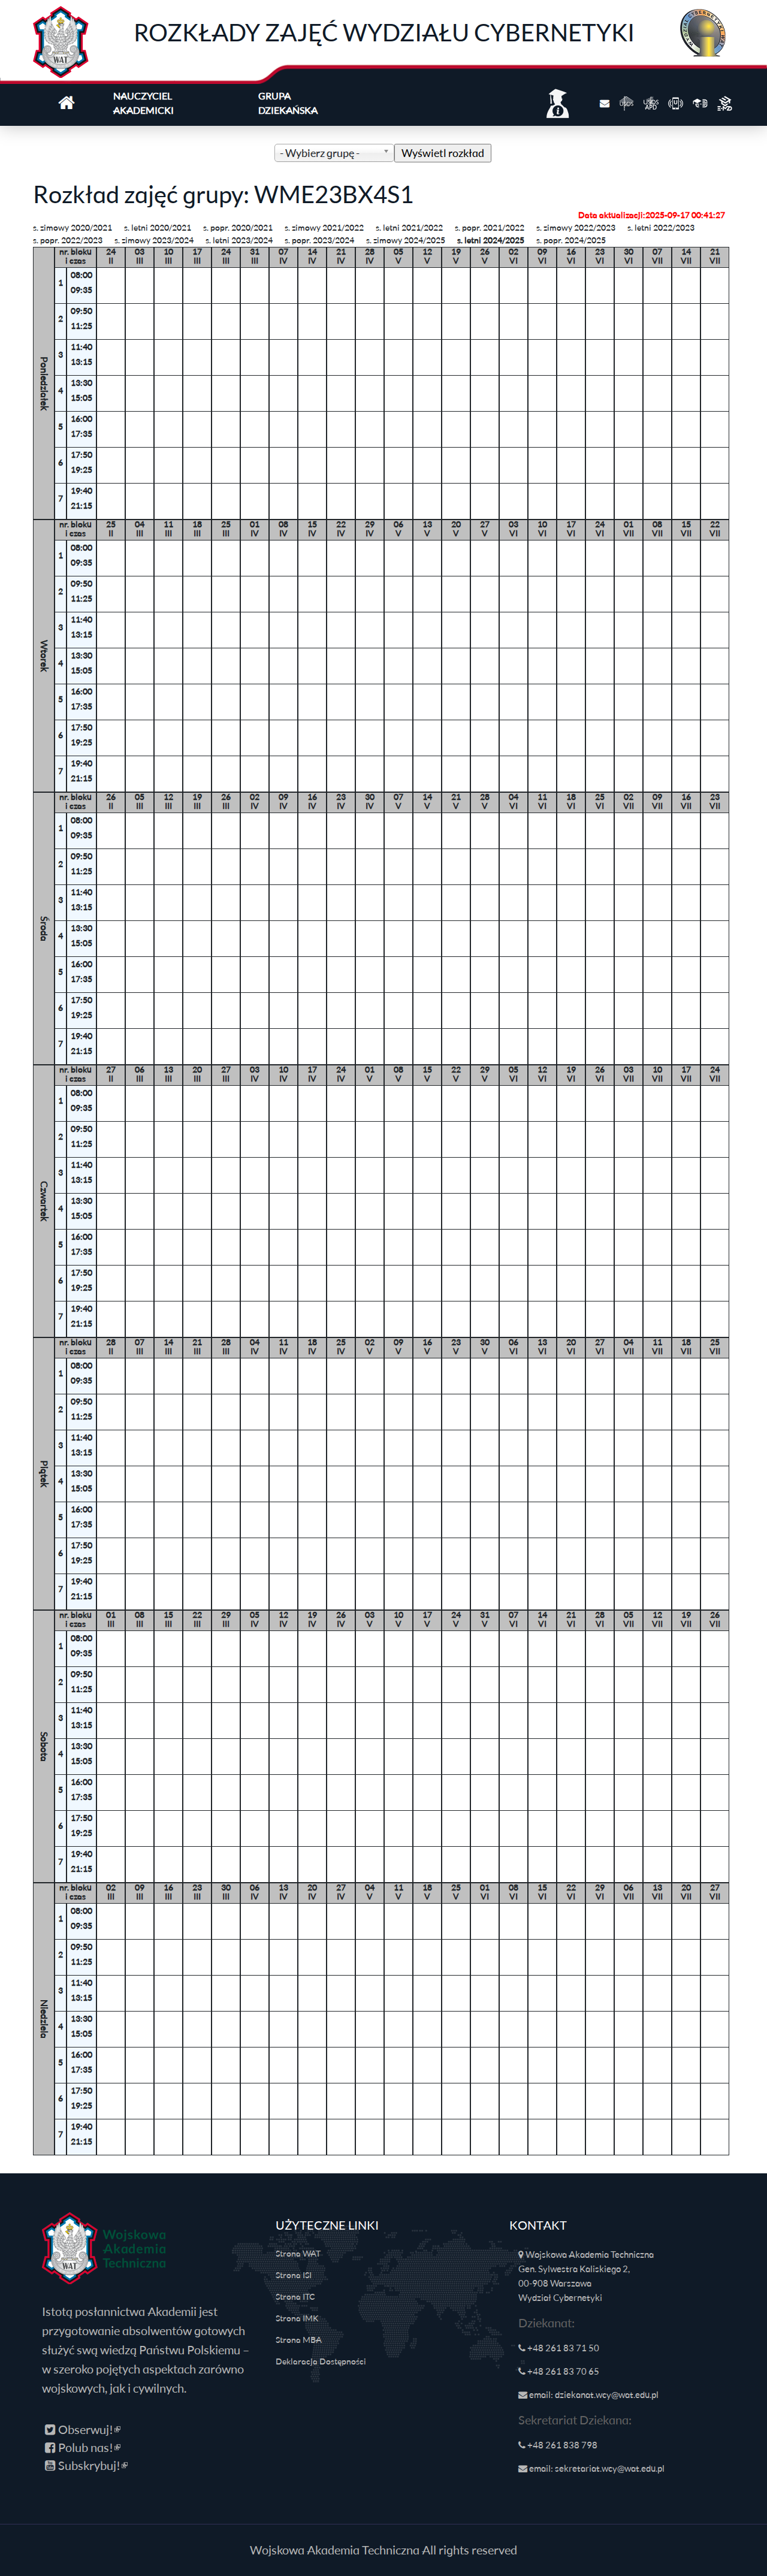 ROZKŁADY ZAJĘĆ WYDZIAŁU CYBERNETYKI
WAT
NAUCZYCIEL
AKADEMICKI
GRUPA
DZIEKAŃSKA
- Wybierz grupę -
Wyświetl rozkład
Rozkład zajęć grupy: WME23BX4S1
Data aktualizacji:2025-09-17 00:41:27
s. zimowy 2020/2021 s. letni 2020/2021 s. popr. 2020/2021 s. zimowy 2021/2022 s. letni 2021/2022 s. popr. 2021/2022 s. zimowy 2022/2023 s. letni 2022/2023
s. popr. 2022/2023 s. zimowy 2023/2024 s. letni 2023/2024 s. popr. 2023/2024 s. zimowy 2024/2025 s. letni 2024/2025 s. popr. 2024/2025
Poniedziałek
nr. bloku 24 03 10 17 24 31 07 14 21 28 05 12 19 26 02 09 16 23 30 07 14 21
i czas II III III III III III IV IV IV IV V V V V VI VI VI VI VI VII VII VII
1 08:00
09:35
2 09:50
11:25
3 11:40
13:15
4 13:30
15:05
5 16:00
17:35
6 17:50
19:25
7 19:40
21:15
Wtorek
nr. bloku 25 04 11 18 25 01 08 15 22 29 06 13 20 27 03 10 17 24 01 08 15 22
i czas II III III III III IV IV IV IV IV V V V V VI VI VI VI VII VII VII VII
1 08:00
09:35
2 09:50
11:25
3 11:40
13:15
4 13:30
15:05
5 16:00
17:35
6 17:50
19:25
7 19:40
21:15
Środa
nr. bloku 26 05 12 19 26 02 09 16 23 30 07 14 21 28 04 11 18 25 02 09 16 23
i czas II III III III III IV IV IV IV IV V V V V VI VI VI VI VII VII VII VII
1 08:00
09:35
2 09:50
11:25
3 11:40
13:15
4 13:30
15:05
5 16:00
17:35
6 17:50
19:25
7 19:40
21:15
Czwartek
nr. bloku 27 06 13 20 27 03 10 17 24 01 08 15 22 29 05 12 19 26 03 10 17 24
i czas II III III III III IV IV IV IV V V V V V VI VI VI VI VII VII VII VII
1 08:00
09:35
2 09:50
11:25
3 11:40
13:15
4 13:30
15:05
5 16:00
17:35
6 17:50
19:25
7 19:40
21:15
Piątek
nr. bloku 28 07 14 21 28 04 11 18 25 02 09 16 23 30 06 13 20 27 04 11 18 25
i czas II III III III III IV IV IV IV V V V V V VI VI VI VI VII VII VII VII
1 08:00
09:35
2 09:50
11:25
3 11:40
13:15
4 13:30
15:05
5 16:00
17:35
6 17:50
19:25
7 19:40
21:15
Sobota
nr. bloku 01 08 15 22 29 05 12 19 26 03 10 17 24 31 07 14 21 28 05 12 19 26
i czas III III III III III IV IV IV IV V V V V V VI VI VI VI VII VII VII VII
1 08:00
09:35
2 09:50
11:25
3 11:40
13:15
4 13:30
15:05
5 16:00
17:35
6 17:50
19:25
7 19:40
21:15
Niedziela
nr. bloku 02 09 16 23 30 06 13 20 27 04 11 18 25 01 08 15 22 29 06 13 20 27
i czas III III III III III IV IV IV IV V V V V VI VI VI VI VI VII VII VII VII
1 08:00
09:35
2 09:50
11:25
3 11:40
13:15
4 13:30
15:05
5 16:00
17:35
6 17:50
19:25
7 19:40
21:15
WAT
Wojskowa
Akademia
Techniczna
Istotą posłannictwa Akademii jest
przygotowanie absolwentów gotowych
służyć swą wiedzą Państwu Polskiemu –
w szeroko pojętych aspektach zarówno
wojskowych, jak i cywilnych.
Obserwuj!
Polub nas!
Subskrybuj!
UŻYTECZNE LINKI
Strona WAT
Strona ISI
Strona ITC
Strona IMK
Strona MBA
Deklaracja Dostępności
KONTAKT
Wojskowa Akademia Techniczna
Gen. Sylwestra Kaliskiego 2,
00-908 Warszawa
Wydział Cybernetyki
Dziekanat:
+48 261 83 71 50
+48 261 83 70 65
email: dziekanat.wcy@wat.edu.pl
Sekretariat Dziekana:
+48 261 838 798
email: sekretariat.wcy@wat.edu.pl
Wojskowa Akademia Techniczna All rights reserved